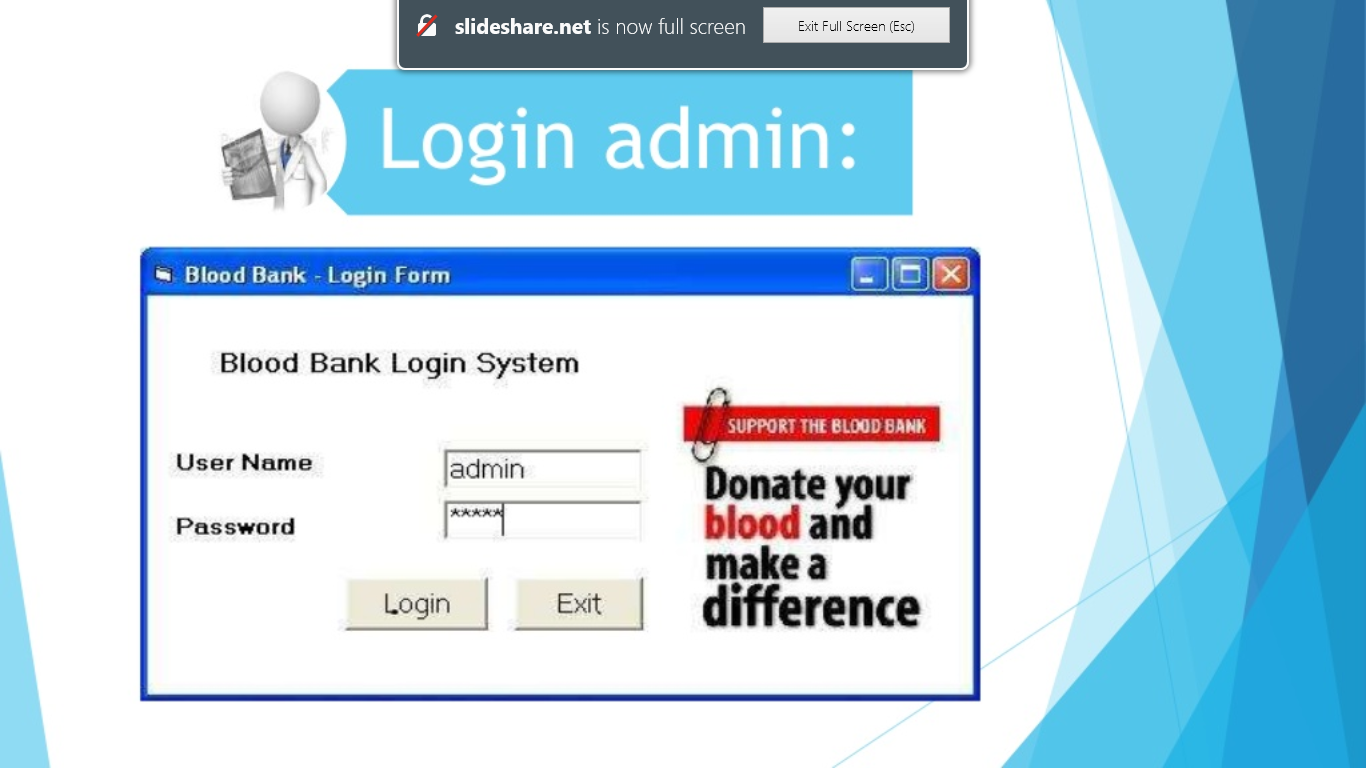 slideshare.net is now full screen
Exit Full Screen (Esc)
Login admin:
Blood Bank - Login Form
Blood Bank Login System
SUPPORT THE BLOOD BANK
User Name
admin
Donate your
blood and
make a
difference
Password
*****
Login
Exit